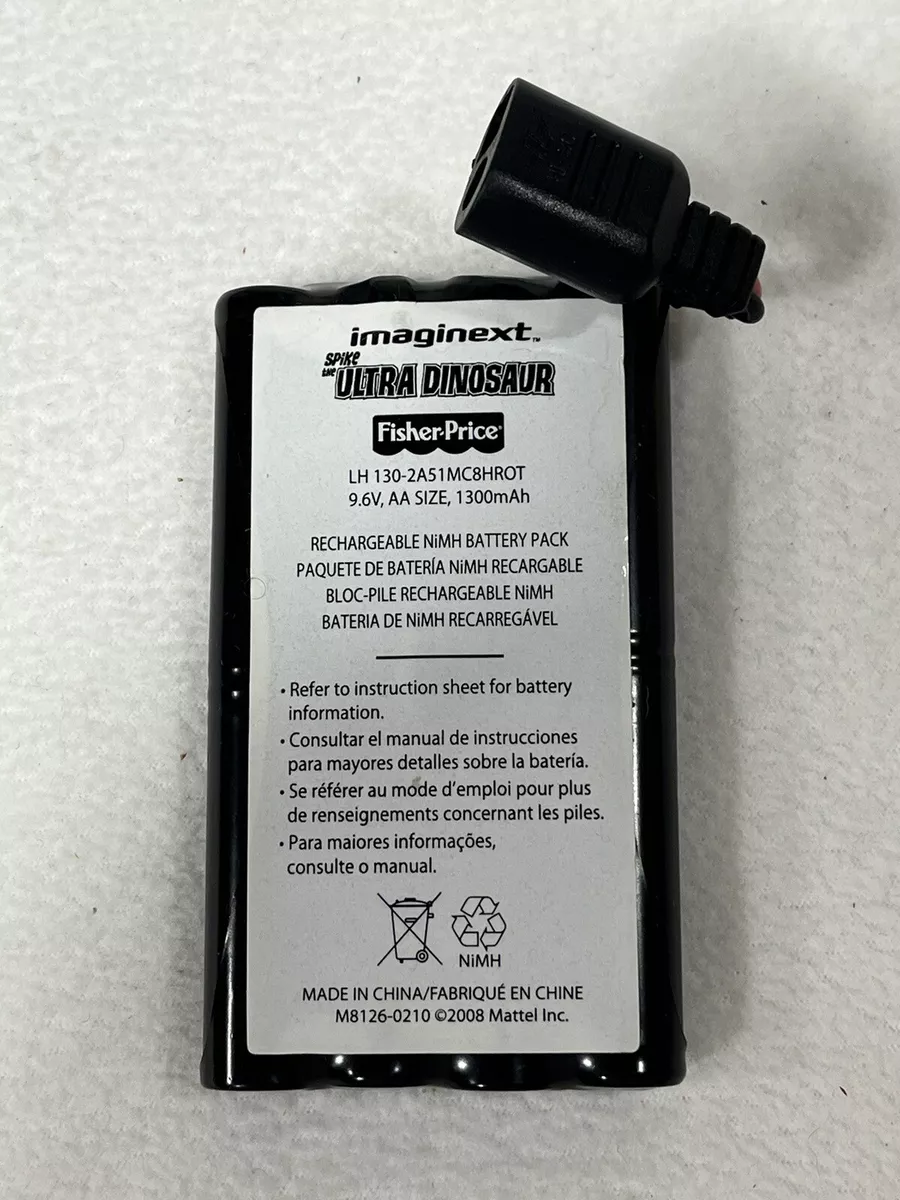 imaginext™
SPIKE
the ULTRA DINOSAUR
Fisher-Price®
LH 130-2A51MC8HROT
9.6V, AA SIZE, 1300mAh
RECHARGEABLE NiMH BATTERY PACK
PAQUETE DE BATERÍA NiMH RECARGABLE
BLOC-PILE RECHARGEABLE NiMH
BATERIA DE NiMH RECARREGÁVEL
• Refer to instruction sheet for battery
information.
• Consultar el manual de instrucciones
para mayores detalles sobre la batería.
• Se référer au mode d'emploi pour plus
de renseignements concernant les piles.
• Para maiores informações,
consulte o manual.
NiMH
MADE IN CHINA/FABRIQUÉ EN CHINE
M8126-0210 ©2008 Mattel Inc.